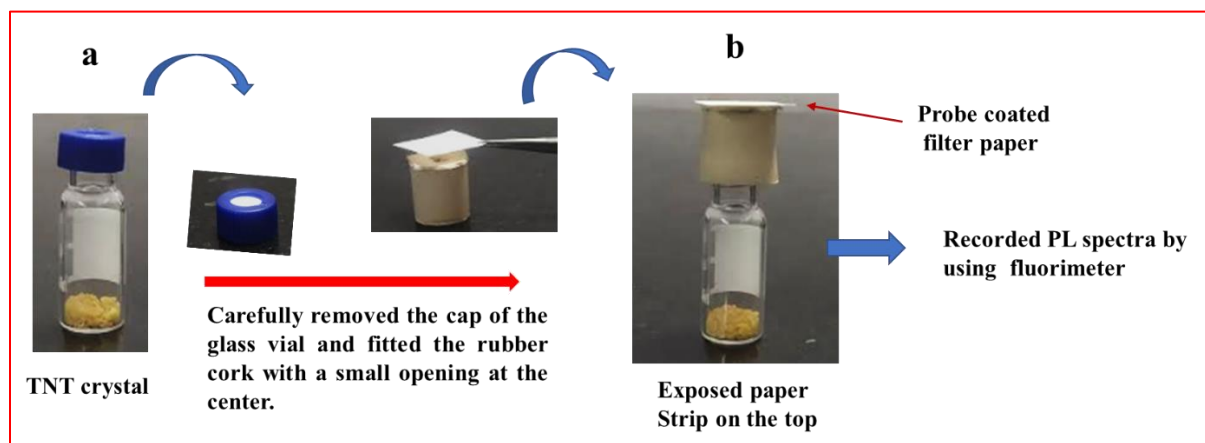 a
b
Probe coated
filter paper
Recorded PL spectra by
using fluorimeter
Carefully removed the cap of the
glass vial and fitted the rubber
cork with a small opening at the
center.
TNT crystal
Exposed paper
Strip on the top